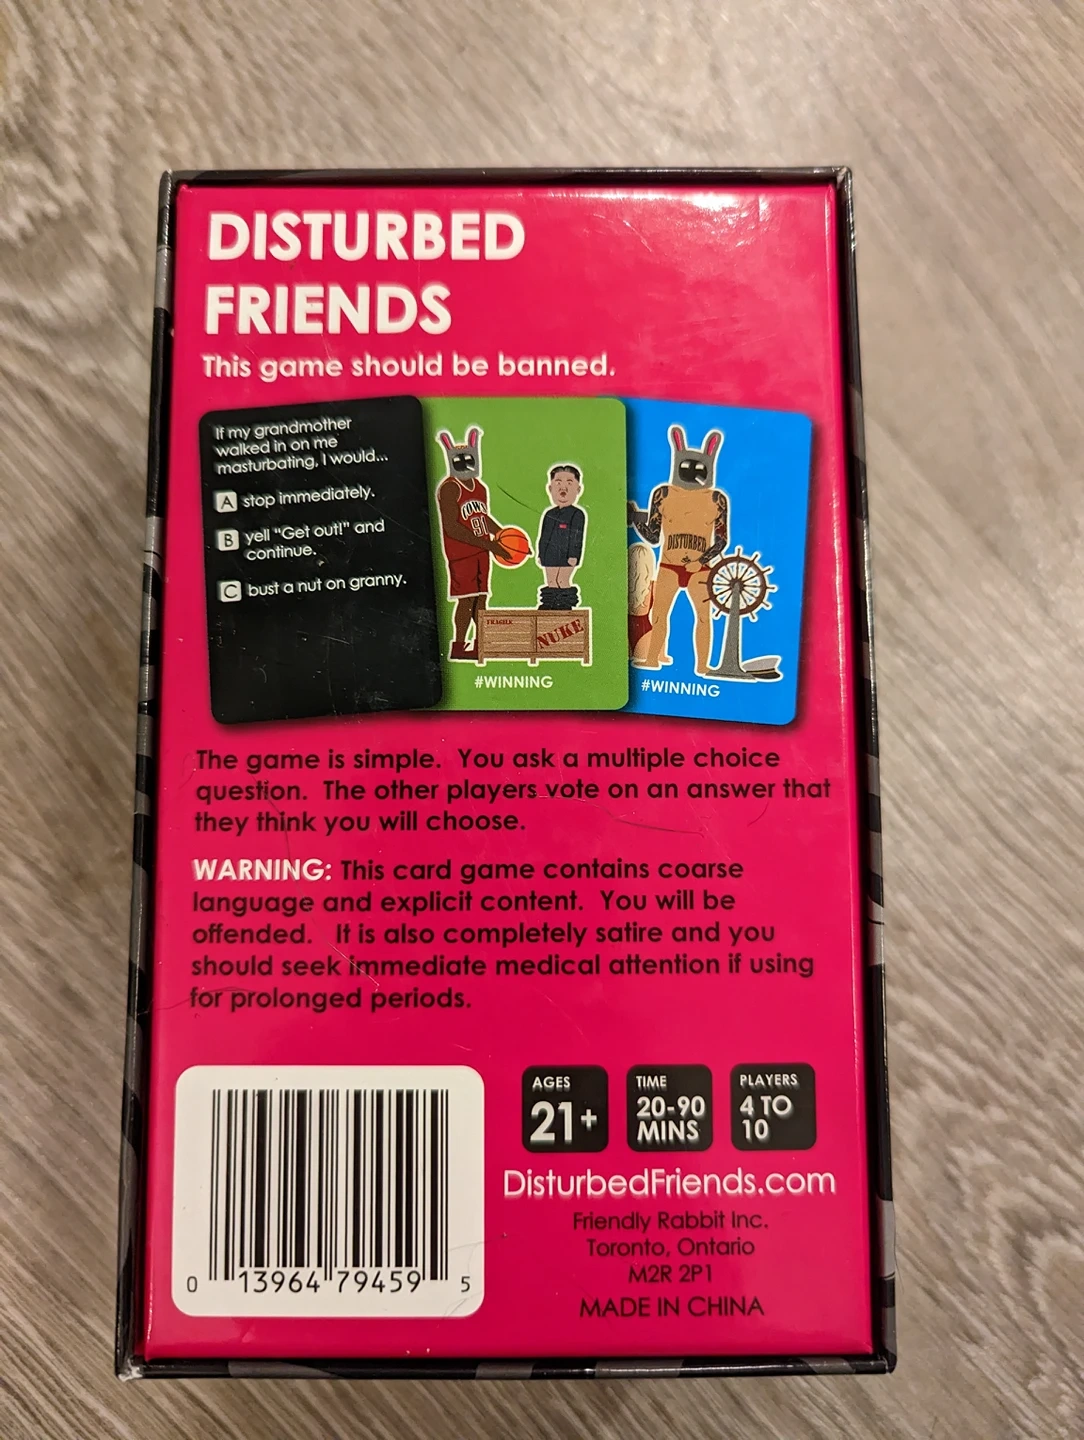 DISTURBED
FRIENDS
This game should be banned.
If my grandmother
walked in on me
masturbating, I would...
A stop immediately.
B yell "Get out!" and
continue.
C bust a nut on granny.
91
FRAGILE
NUKE
#WINNING
DISTURBED
#WINNING
The game is simple. You ask a multiple choice
question. The other players vote on an answer that
they think you will choose.
WARNING: This card game contains coarse
language and explicit content. You will be
offended. It is also completely satire and you
should seek immediate medical attention if using
for prolonged periods.
AGES
21+
TIME
20-90
MINS
PLAYERS
4 TO
10
DisturbedFriends.com
Friendly Rabbit Inc.
Toronto, Ontario
M2R 2P1
MADE IN CHINA
0 13964 79459 5